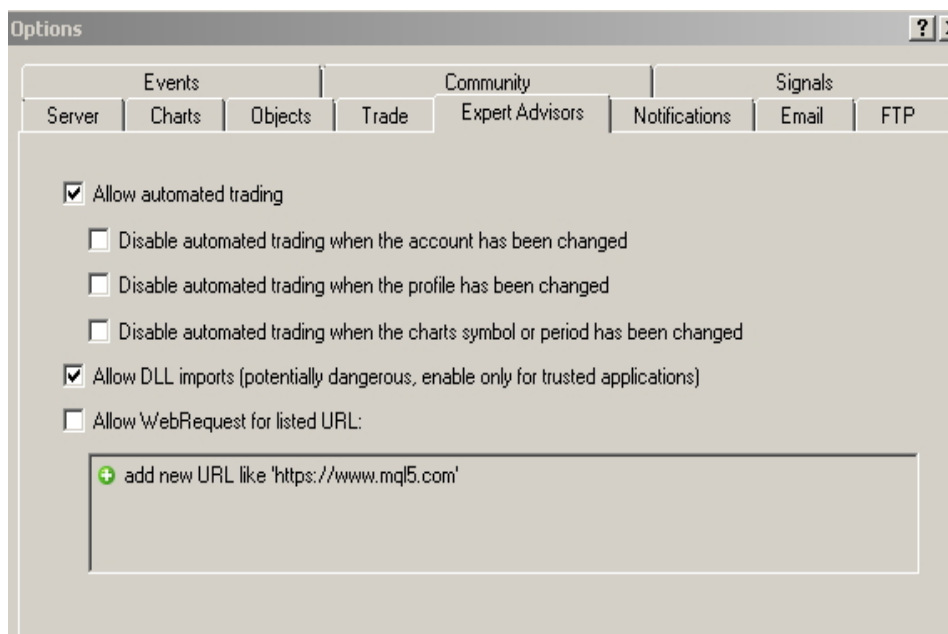 Options ?
Events Community Signals
Server Charts Objects Trade Expert Advisors Notifications Email FTP
Allow automated trading
Disable automated trading when the account has been changed
Disable automated trading when the profile has been changed
Disable automated trading when the charts symbol or period has been changed
Allow DLL imports (potentially dangerous, enable only for trusted applications)
Allow WebRequest for listed URL:
add new URL like 'https://www.mql5.com'